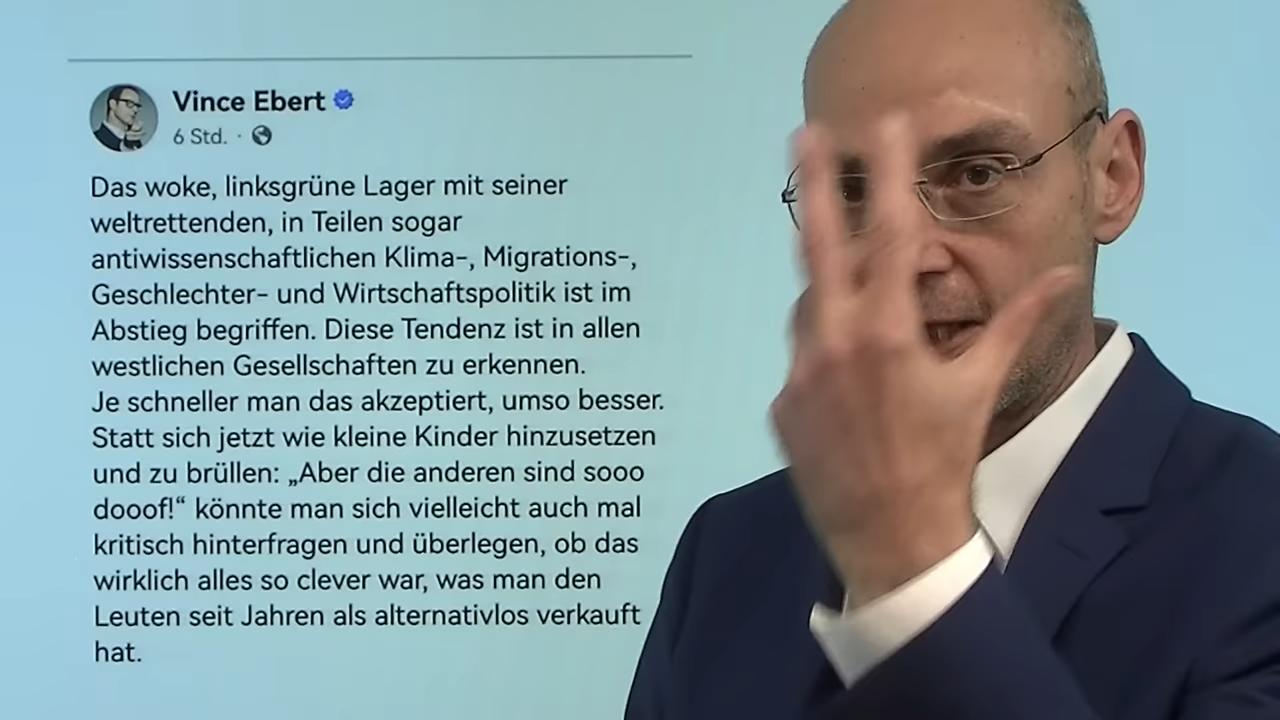 Vince Ebert
6 Std. ·
Das woke, linksgrüne Lager mit seiner
weltrettenden, in Teilen sogar
antiwissenschaftlichen Klima-, Migrations-,
Geschlechter- und Wirtschaftspolitik ist im
Abstieg begriffen. Diese Tendenz ist in allen
westlichen Gesellschaften zu erkennen.
Je schneller man das akzeptiert, umso besser.
Statt sich jetzt wie kleine Kinder hinzusetzen
und zu brüllen: „Aber die anderen sind sooo
dooof!“ könnte man sich vielleicht auch mal
kritisch hinterfragen und überlegen, ob das
wirklich alles so clever war, was man den
Leuten seit Jahren als alternativlos verkauft
hat.